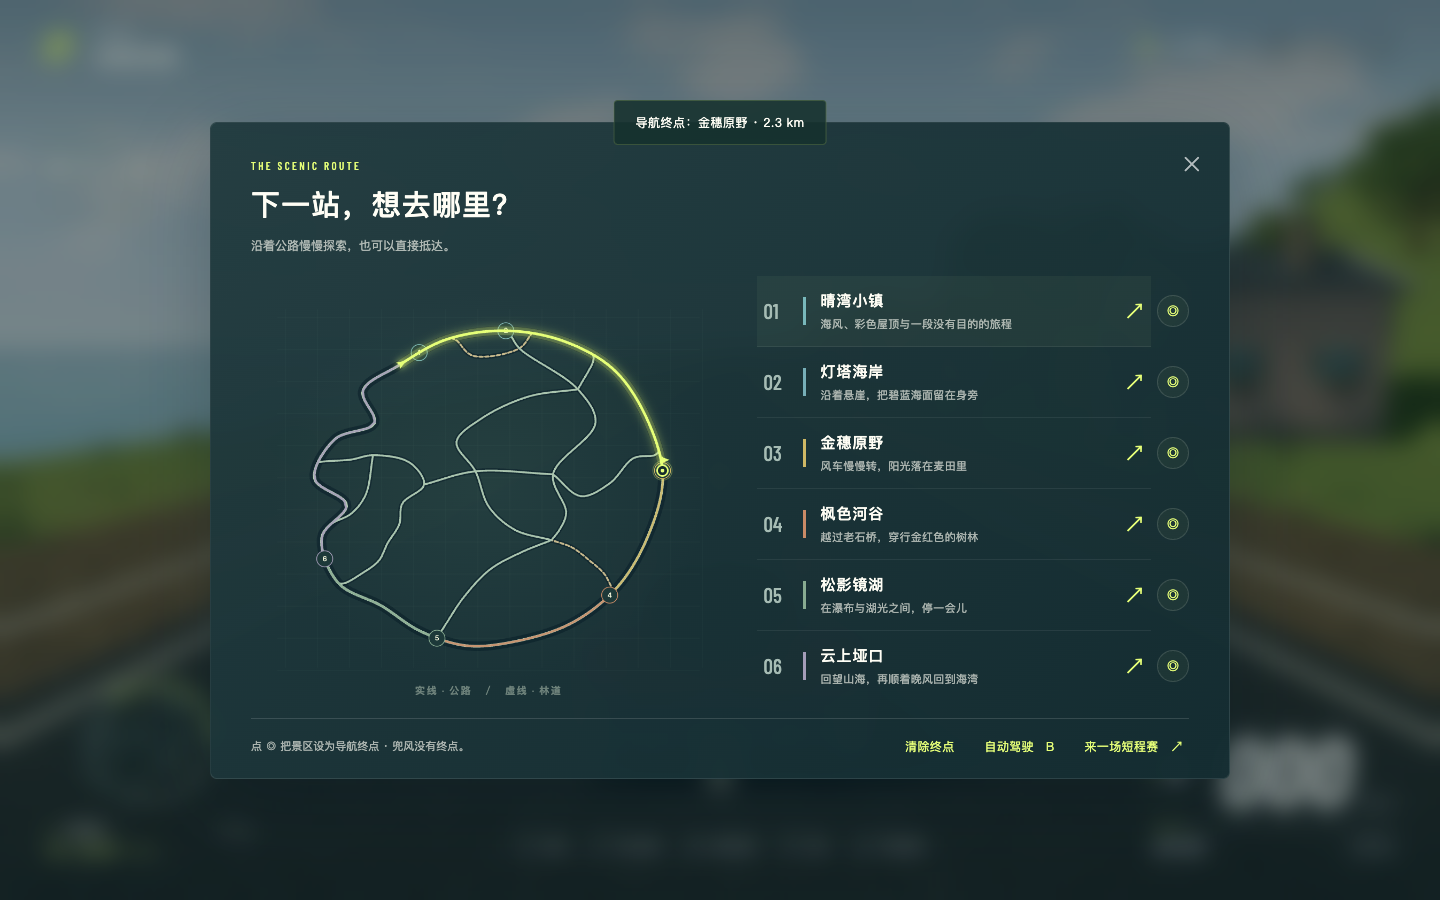 导航终点：金穗原野 · 2.3 km
THE SCENIC ROUTE
下一站，想去哪里？
沿着公路慢慢探索，也可以直接抵达。
01
晴湾小镇
海风、彩色屋顶与一段没有目的的旅程
02
灯塔海岸
沿着悬崖，把碧蓝海面留在身旁
03
金穗原野
风车慢慢转，阳光落在麦田里
04
枫色河谷
越过老石桥，穿行金红色的树林
05
松影镜湖
在瀑布与湖光之间，停一会儿
06
云上垭口
回望山海，再顺着晚风回到海湾
6
4
5
实线 · 公路 / 虚线 · 林道
点 ◎ 把景区设为导航终点 · 兜风没有终点。
清除终点 自动驾驶 B 来一场短程赛 ↗